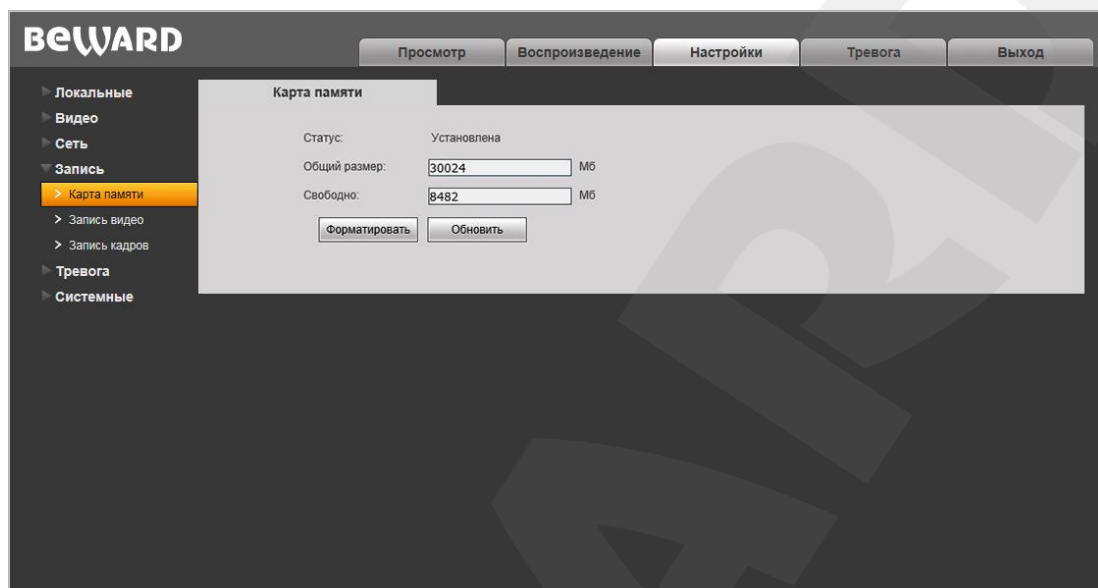 BEWARD
Просмотр Воспроизведение Настройки Тревога Выход
Локальные
Видео
Сеть
Запись
Карта памяти
Запись видео
Запись кадров
Тревога
Системные
Карта памяти
Статус: Установлена
Общий размер: 30024 Мб
Свободно: 8482 Мб
Форматировать Обновить